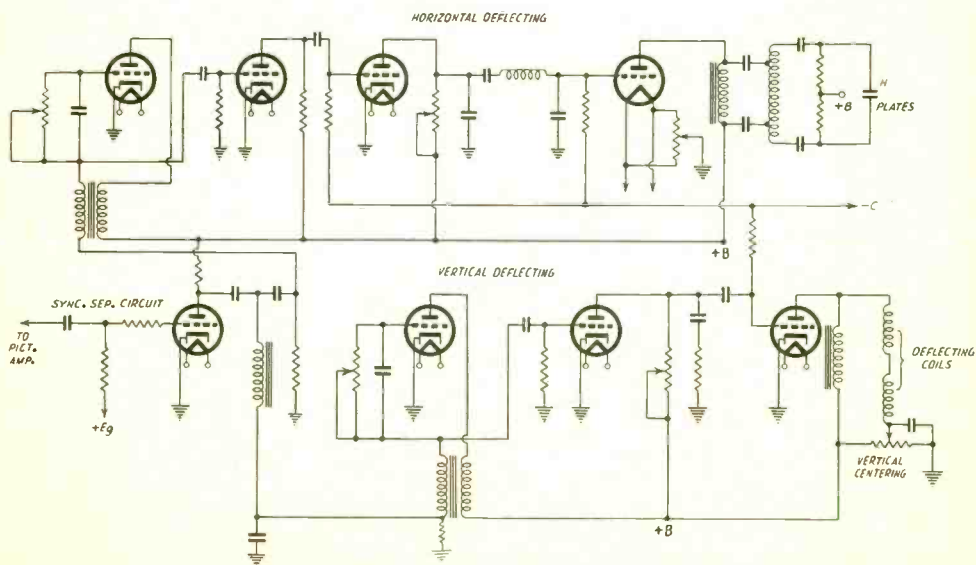 HORIZONTAL DEFLECTING
H
PLATES
+B
-C
+B
VERTICAL DEFLECTING
SYNC. SEP. CIRCUIT
TO
PICT.
AMP.
+Eg
DEFLECTING
COILS
VERTICAL
CENTERING
+B